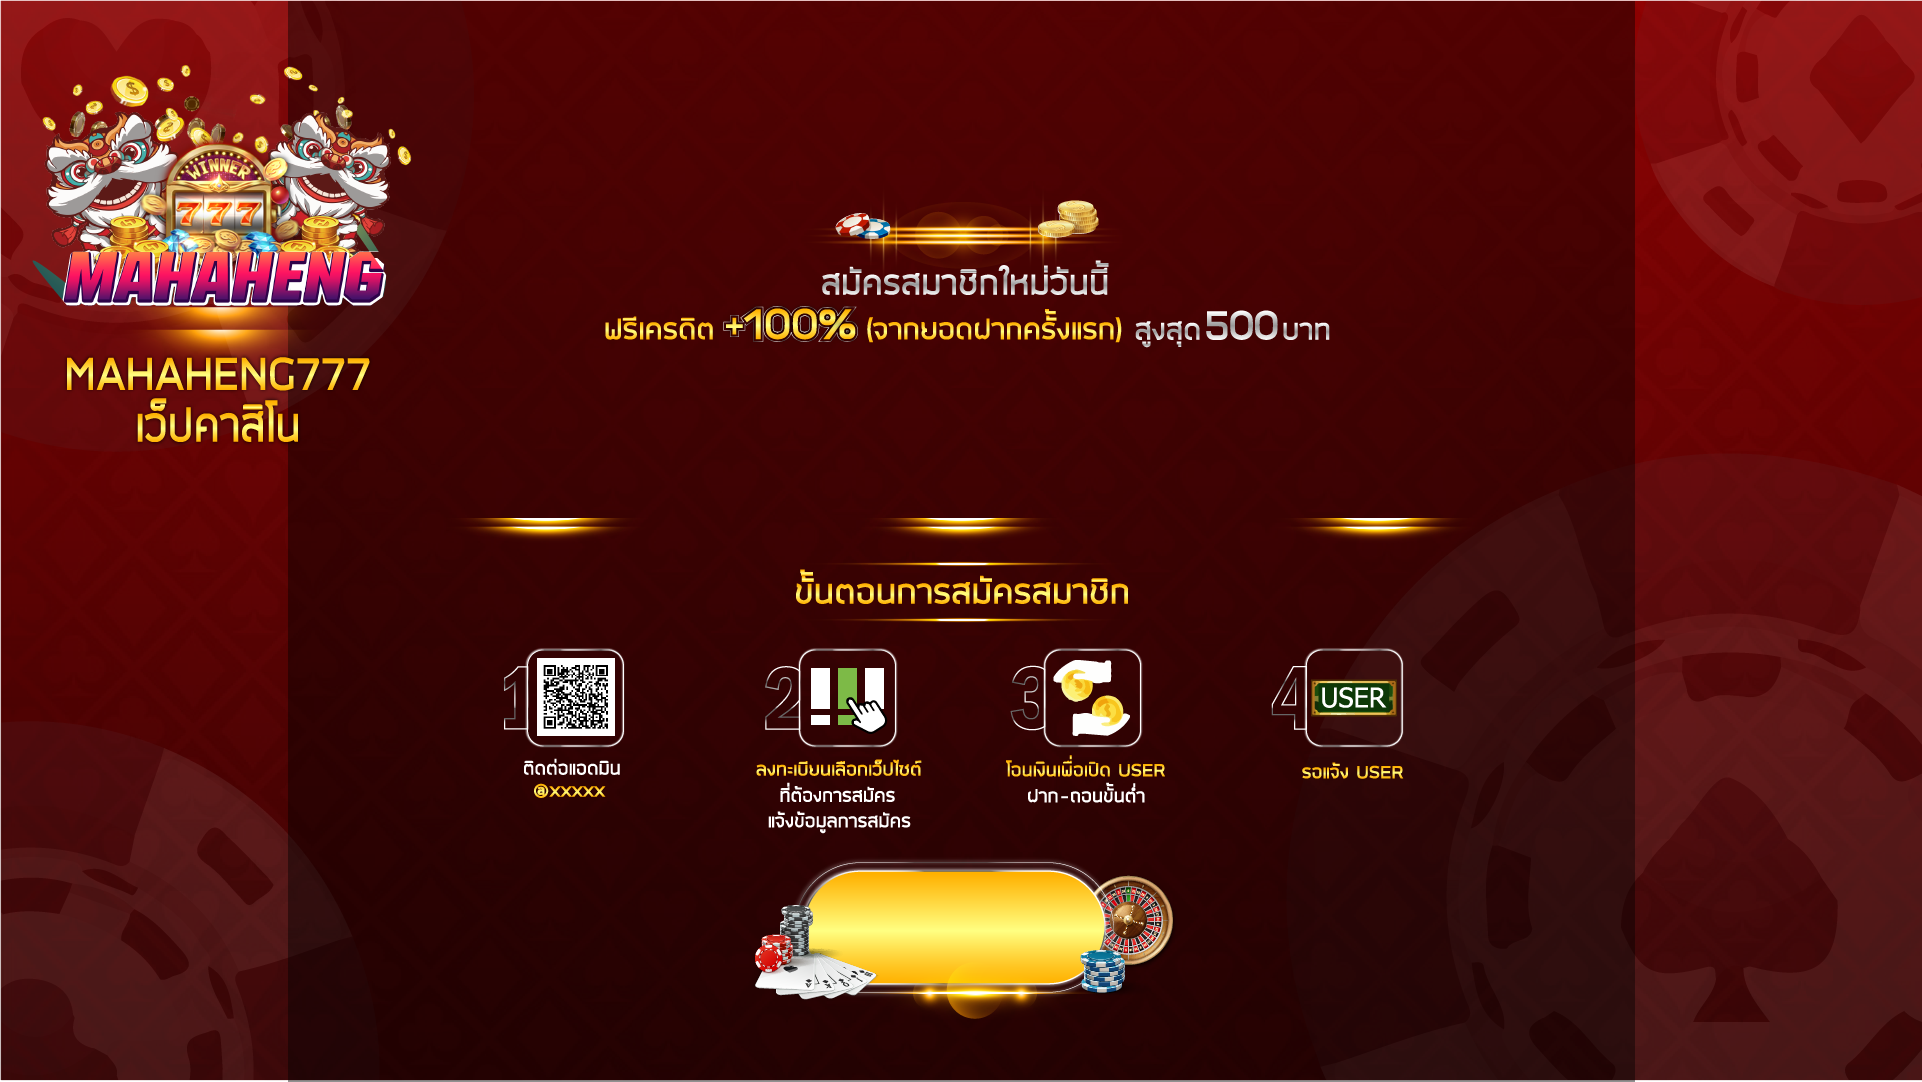 WINNER
777
MAHAHENG
MAHAHENG777
เว็ปคาสิโน
สมัครสมาชิกใหม่วันนี้
ฟรีเครดิต +100% (จากยอดฝากครั้งแรก) สูงสุด 500 บาท
ขั้นตอนการสมัครสมาชิก
1
ติดต่อแอดมิน
@xxxxx
2
ลงทะเบียนเลือกเว็ปไซต์
ที่ต้องการสมัคร
แจ้งข้อมูลการสมัคร
3
โอนเงินเพื่อเปิด USER
ฝาก-ถอนขั้นต่ำ
4
USER
รอแจ้ง USER